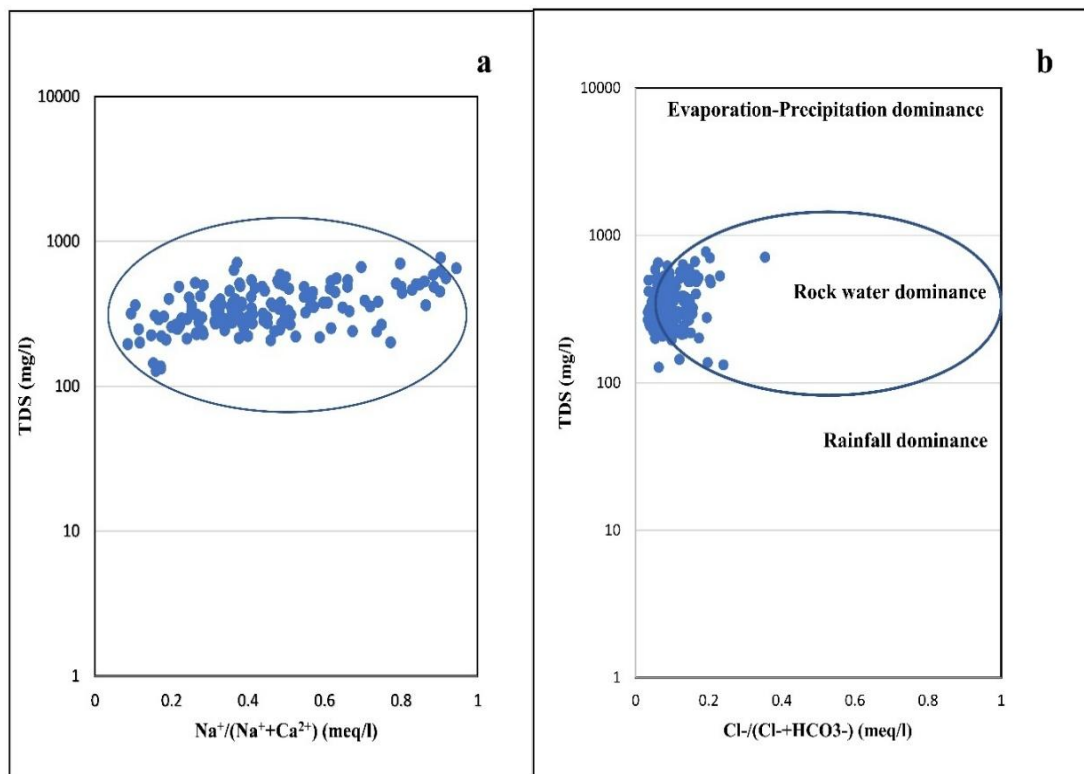 a
10000
1000
100
10
1
TDS (mg/l)
0 0.2 0.4 0.6 0.8 1
Na⁺/(Na⁺+Ca²⁺) (meq/l)
b
10000
Evaporation-Precipitation dominance
1000
Rock water dominance
100
Rainfall dominance
10
1
TDS (mg/l)
0 0.2 0.4 0.6 0.8 1
Cl-/(Cl-+HCO3-) (meq/l)